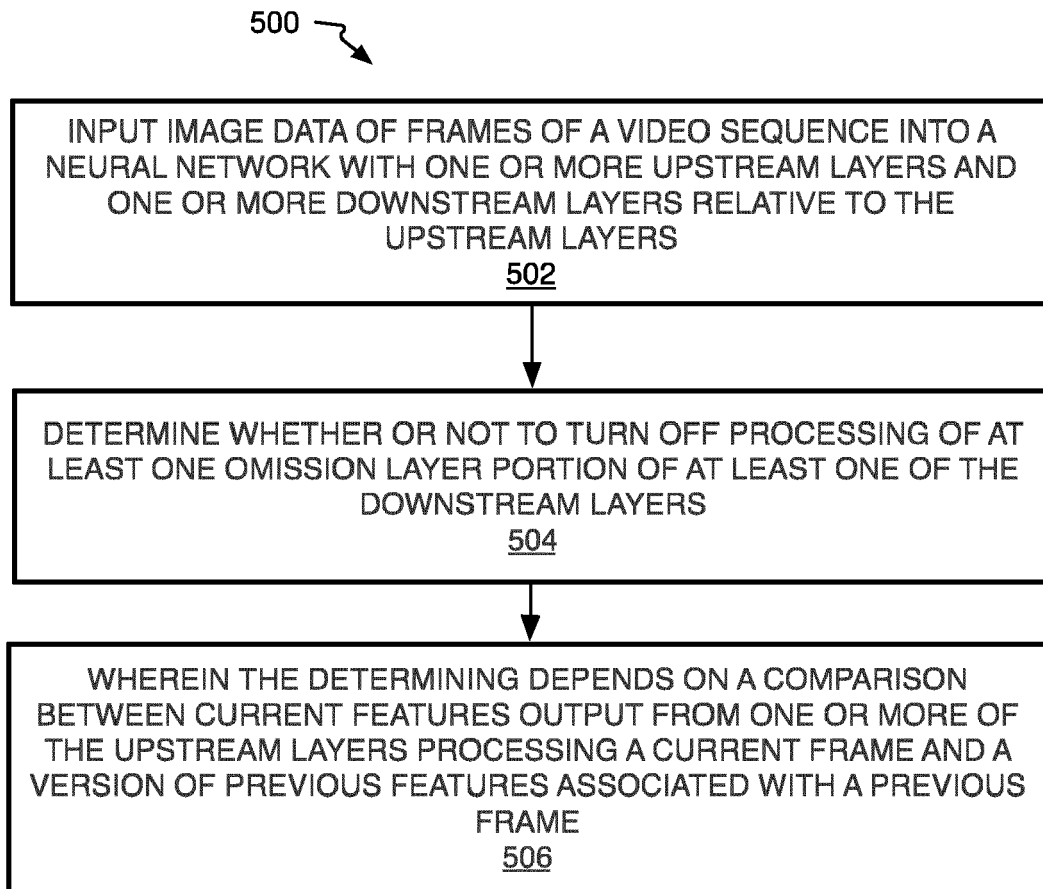 500
INPUT IMAGE DATA OF FRAMES OF A VIDEO SEQUENCE INTO A
NEURAL NETWORK WITH ONE OR MORE UPSTREAM LAYERS AND
ONE OR MORE DOWNSTREAM LAYERS RELATIVE TO THE
UPSTREAM LAYERS
502
DETERMINE WHETHER OR NOT TO TURN OFF PROCESSING OF AT
LEAST ONE OMISSION LAYER PORTION OF AT LEAST ONE OF THE
DOWNSTREAM LAYERS
504
WHEREIN THE DETERMINING DEPENDS ON A COMPARISON
BETWEEN CURRENT FEATURES OUTPUT FROM ONE OR MORE OF
THE UPSTREAM LAYERS PROCESSING A CURRENT FRAME AND A
VERSION OF PREVIOUS FEATURES ASSOCIATED WITH A PREVIOUS
FRAME
506